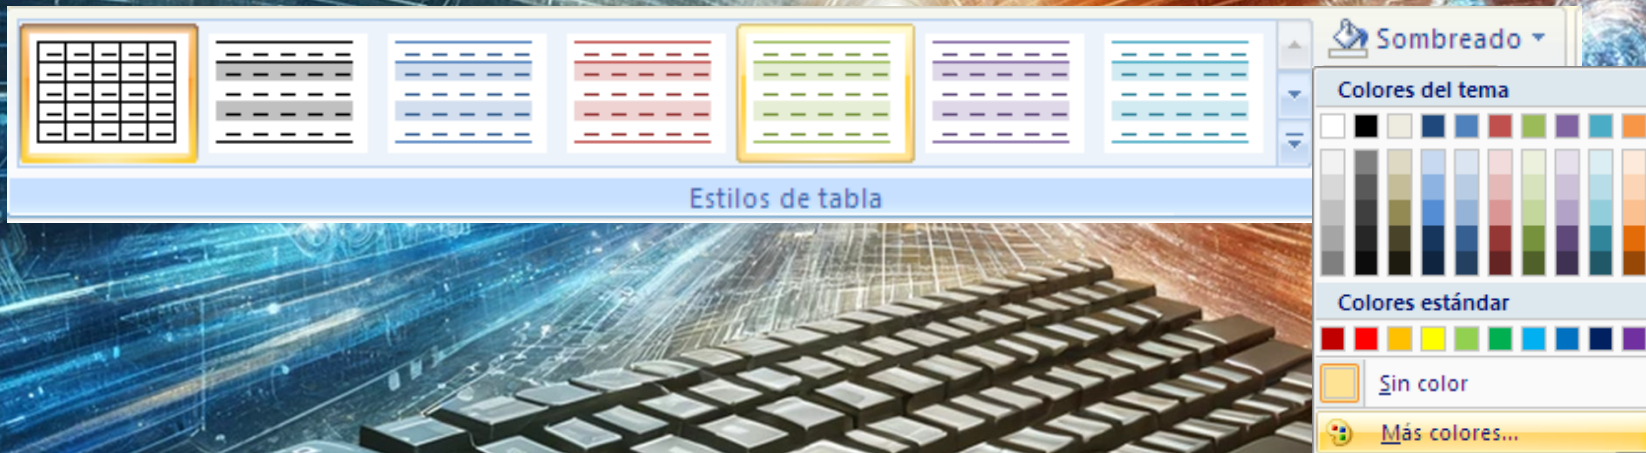 Sombreado
Colores del tema
Estilos de tabla
Colores estándar
Sin color
Más colores...